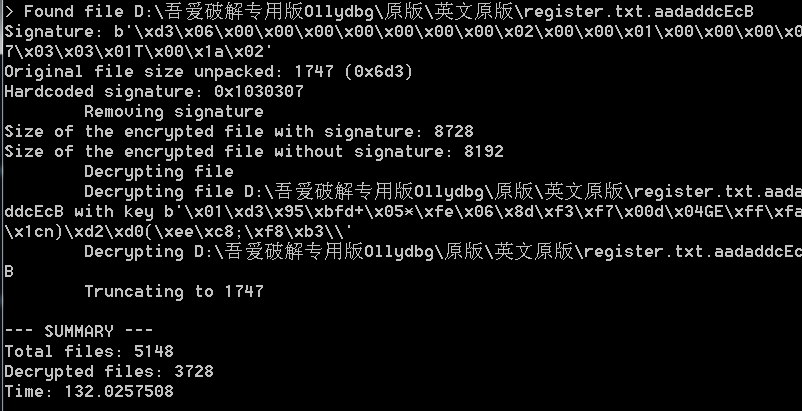 > Found file D:\吾爱破解专用版Ollydbg\原版\英文原版\register.txt.aadaddcEcB
Signature: b'\xd3\x06\x00\x00\x00\x00\x00\x00\x02\x00\x00\x01\x00\x00\x00\x0
7\x03\x03\x01T\x00\x1a\x02'
Original file size unpacked: 1747 (0x6d3)
Hardcoded signature: 0x1030307
Removing signature
Size of the encrypted file with signature: 8728
Size of the encrypted file without signature: 8192
Decrypting file
Decrypting file D:\吾爱破解专用版Ollydbg\原版\英文原版\register.txt.aada
ddcEcB with key b'\x01\xd3\x95\xbfd+\x05*\xfe\x06\x8d\xf3\xf7\x00d\x04GE\xff\xfa
\x1cn)\xd2\xd0(\xee\xc8;\xf8\xb3\\'
Decrypting D:\吾爱破解专用版Ollydbg\原版\英文原版\register.txt.aadaddcEc
B
Truncating to 1747
--- SUMMARY ---
Total files: 5148
Decrypted files: 3728
Time: 132.0257508